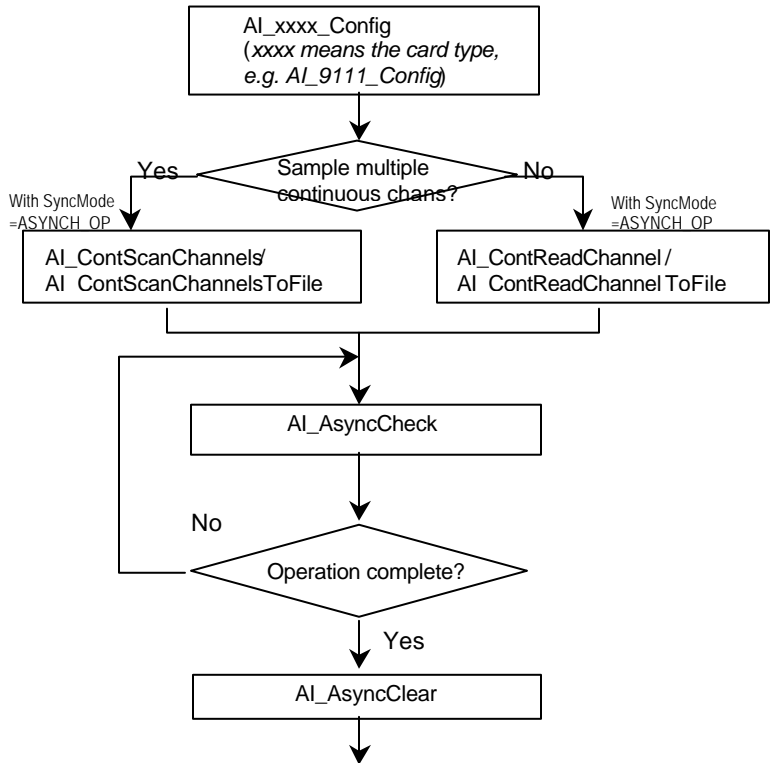 AI_xxxx_Config
(xxxx means the card type,
e.g. AI_9111_Config)
Yes
Sample multiple
continuous chans?
No
With SyncMode
=ASYNCH_OP
With SyncMode
=ASYNCH_OP
AI_ContScanChannels/
AI_ContScanChannelsToFile
AI_ContReadChannel /
AI_ContReadChannel ToFile
AI_AsyncCheck
No
Operation complete?
Yes
AI_AsyncClear